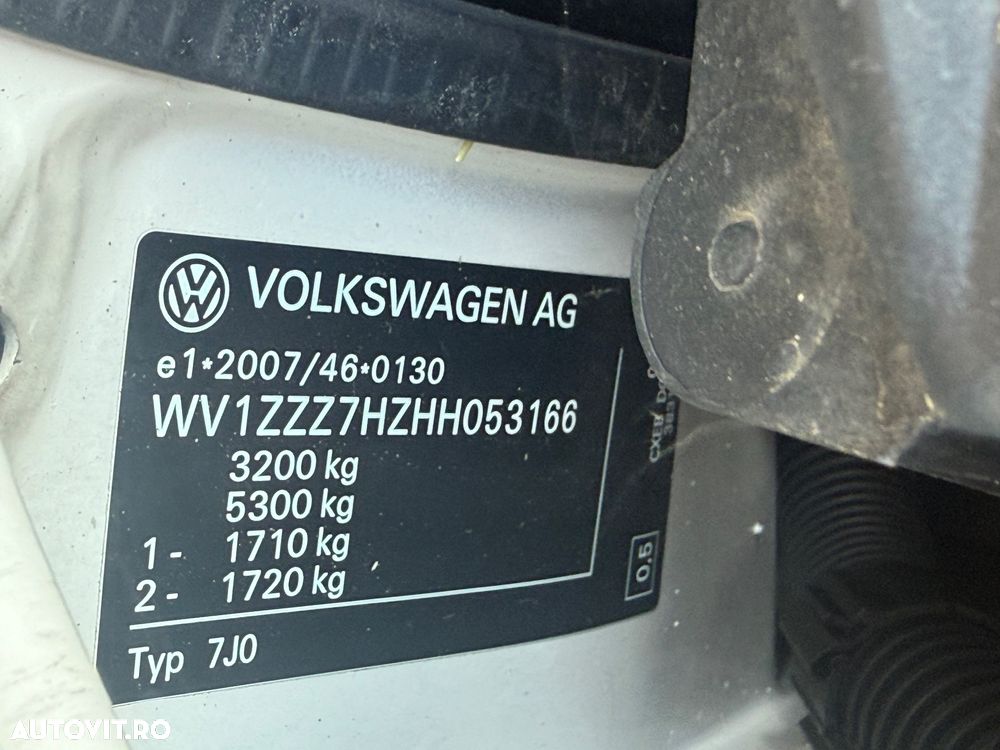 VOLKSWAGEN AG
e1*2007/46*0130
WV1ZZZ7HZHH053166
3200 kg
5300 kg
1- 1710 kg
2- 1720 kg
Typ 7J0
0.5
AUTOVIT.RO